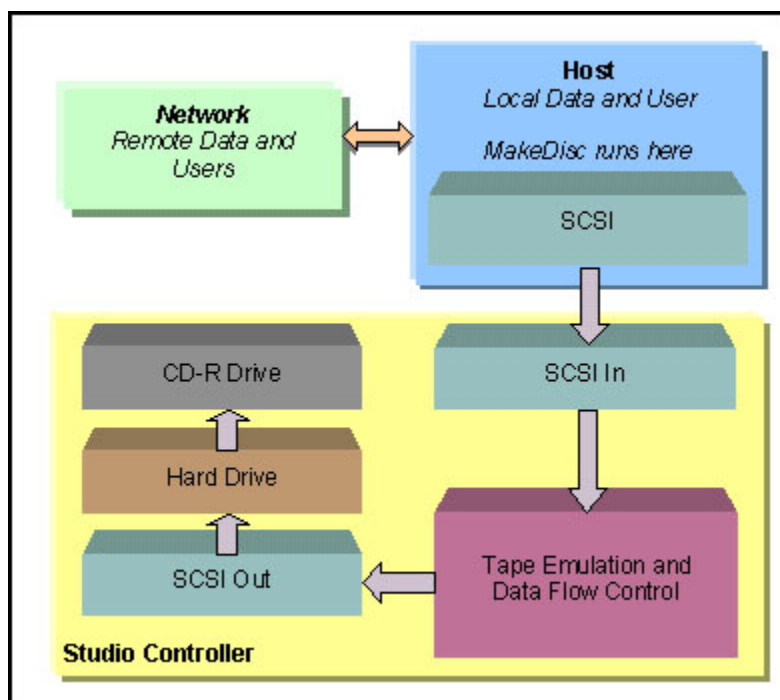 Network
Remote Data and
Users
Host
Local Data and User
MakeDisc runs here
SCSI
CD-R Drive
SCSI In
Hard Drive
SCSI Out
Tape Emulation and
Data Flow Control
Studio Controller